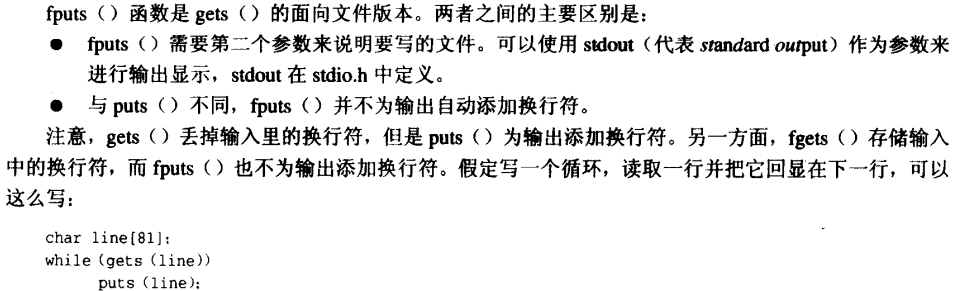 fputs（）函数是 gets（）的面向文件版本。两者之间的主要区别是：
● fputs（）需要第二个参数来说明要写的文件。可以使用 stdout（代表 standard output）作为参数来
进行输出显示，stdout 在 stdio.h 中定义。
● 与 puts（）不同，fputs（）并不为输出自动添加换行符。
注意，gets（）丢掉输入里的换行符，但是 puts（）为输出添加换行符。另一方面，fgets（）存储输入
中的换行符，而 fputs（）也不为输出添加换行符。假定写一个循环，读取一行并把它回显在下一行，可以
这么写：
char line[81];
while (gets (line))
puts (line);